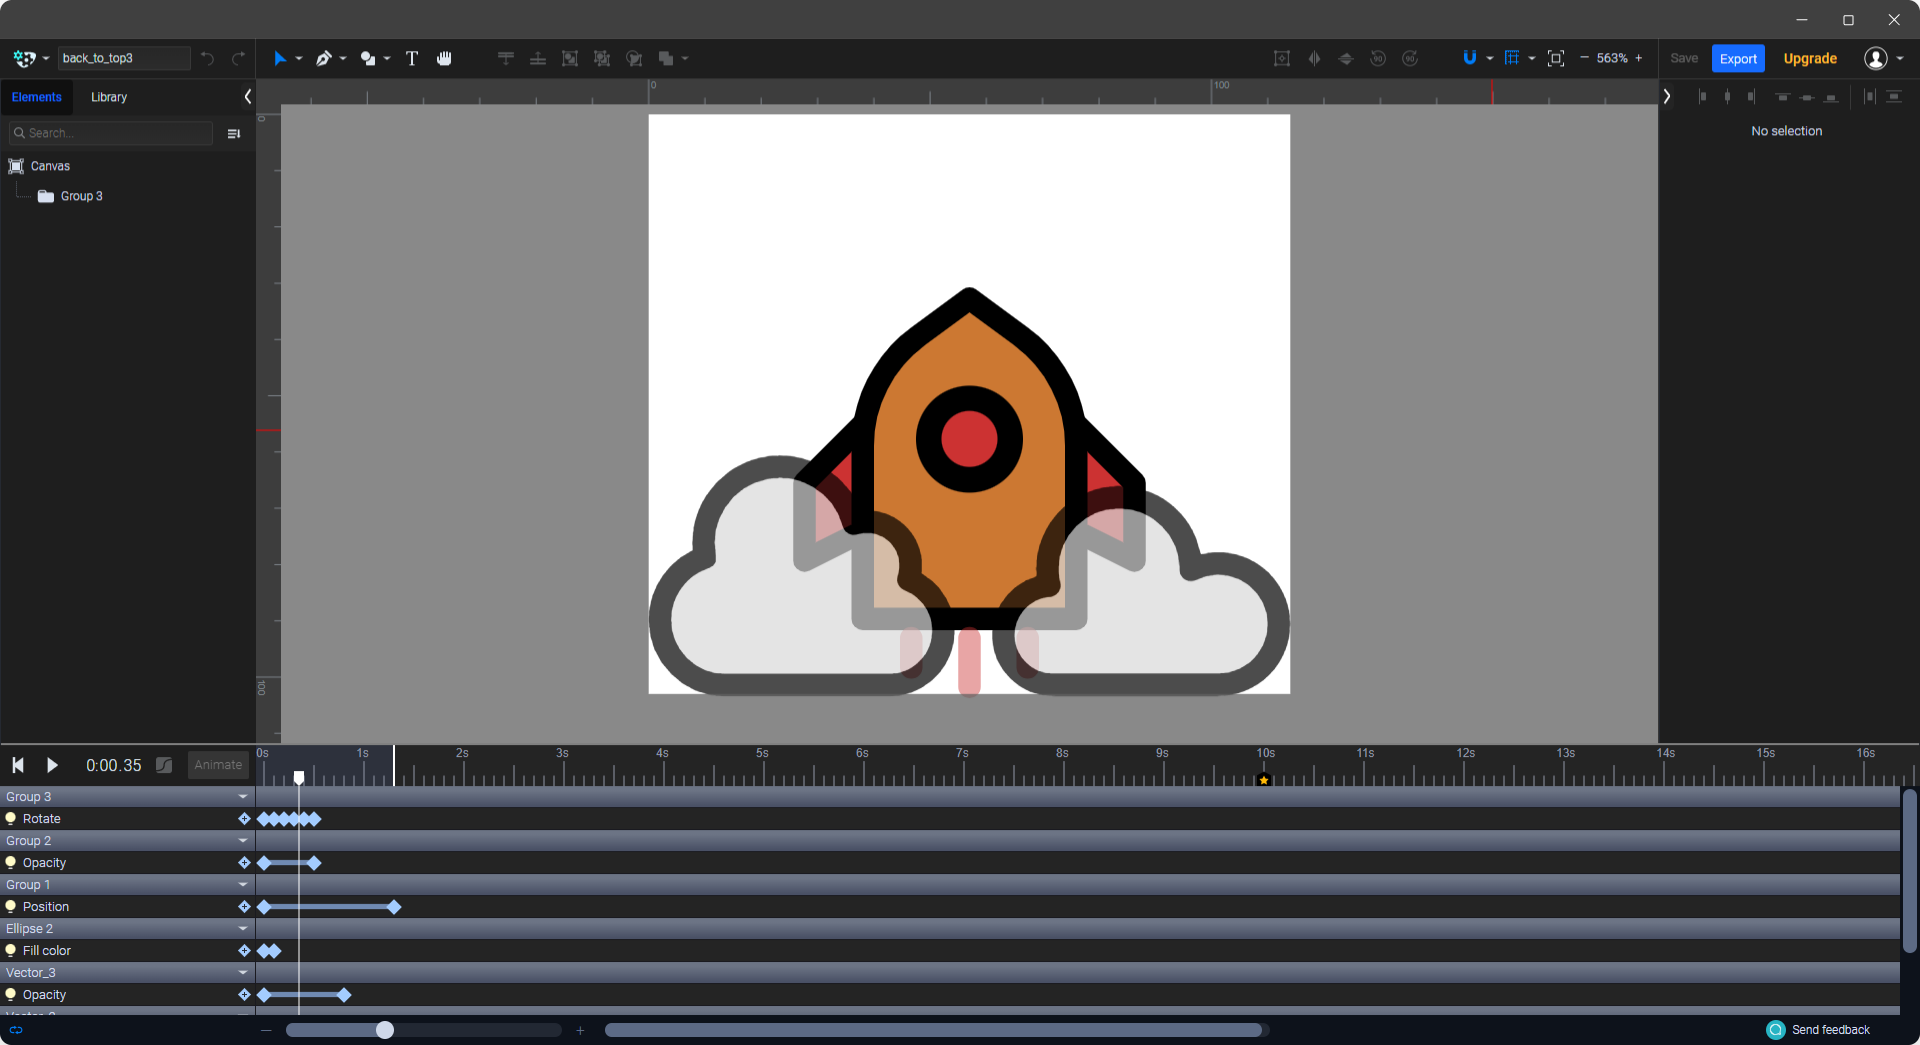 back_to_top3
T
563%
Save
Export
Upgrade
Elements
Library
0
100
Search...
0
No selection
Canvas
Group 3
100
0s 1s 2s 3s 4s 5s 6s 7s 8s 9s 10s 11s 12s 13s 14s 15s 16s
0:00.35
Animate
Group 3
Rotate
Group 2
Opacity
Group 1
Position
Ellipse 2
Fill color
Vector_3
Opacity
Send feedback